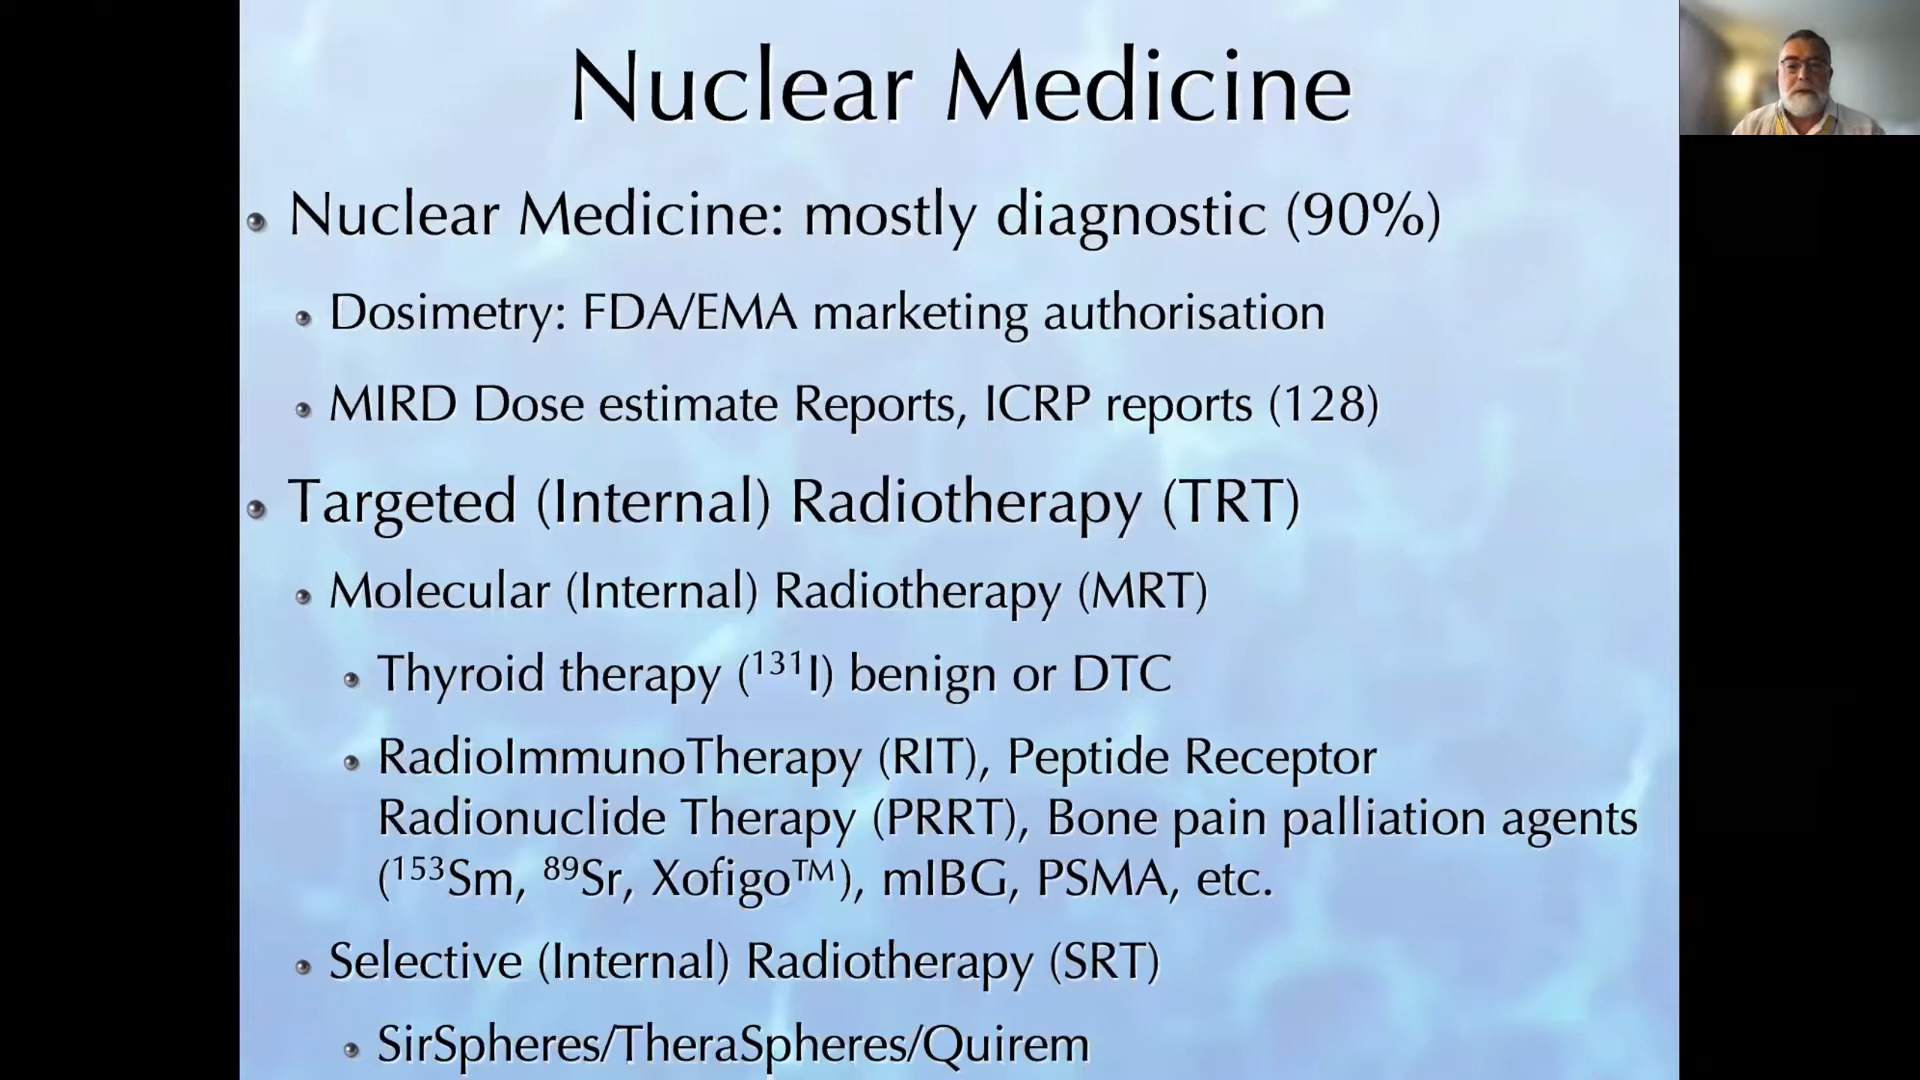 Nuclear Medicine
Nuclear Medicine: mostly diagnostic (90%)
Dosimetry: FDA/EMA marketing authorisation
MIRD Dose estimate Reports, ICRP reports (128)
Targeted (Internal) Radiotherapy (TRT)
Molecular (Internal) Radiotherapy (MRT)
Thyroid therapy (¹³¹I) benign or DTC
RadioImmunoTherapy (RIT), Peptide Receptor
Radionuclide Therapy (PRRT), Bone pain palliation agents
(¹⁵³Sm, ⁸⁹Sr, Xofigo™), mIBG, PSMA, etc.
Selective (Internal) Radiotherapy (SRT)
SirSpheres/TheraSpheres/Quirem